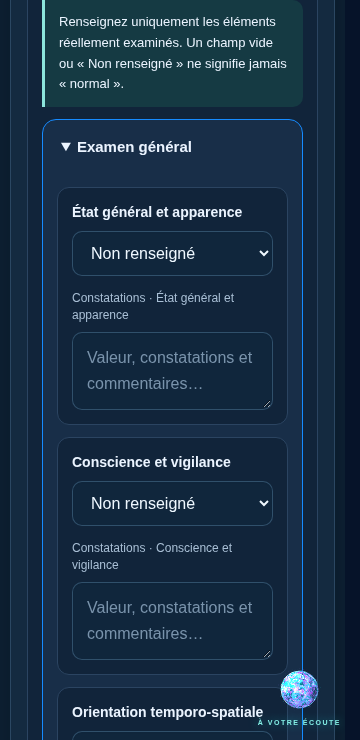 Renseignez uniquement les éléments
réellement examinés. Un champ vide
ou « Non renseigné » ne signifie jamais
« normal ».
▼ Examen général
État général et apparence
Non renseigné
Constatations · État général et
apparence
Valeur, constatations et
commentaires…
Conscience et vigilance
Non renseigné
Constatations · Conscience et
vigilance
Valeur, constatations et
commentaires…
Orientation temporo-spatiale
À VOTRE ÉCOUTE